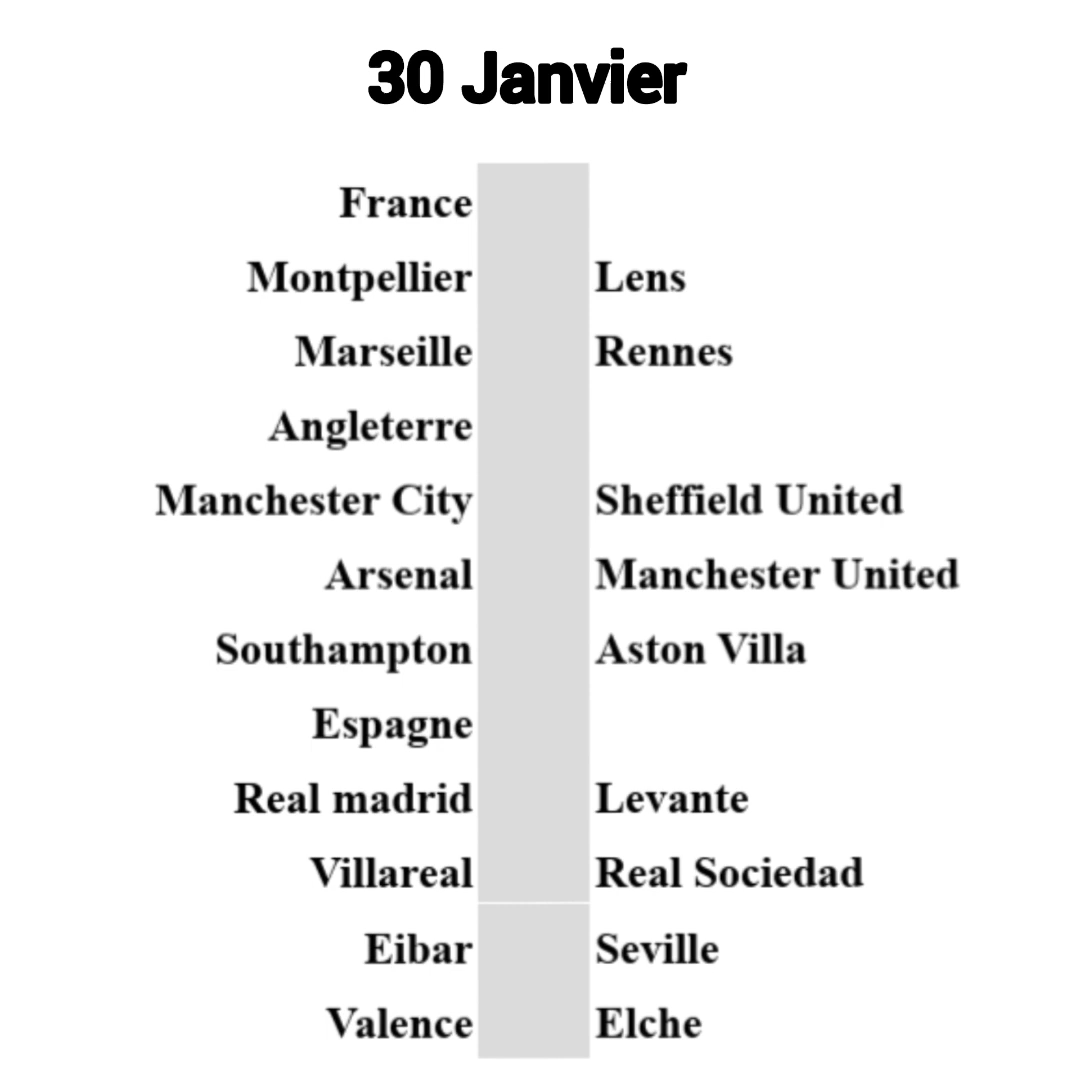 30 Janvier
France
Montpellier Lens
Marseille Rennes
Angleterre
Manchester City Sheffield United
Arsenal Manchester United
Southampton Aston Villa
Espagne
Real madrid Levante
Villareal Real Sociedad
Eibar Seville
Valence Elche